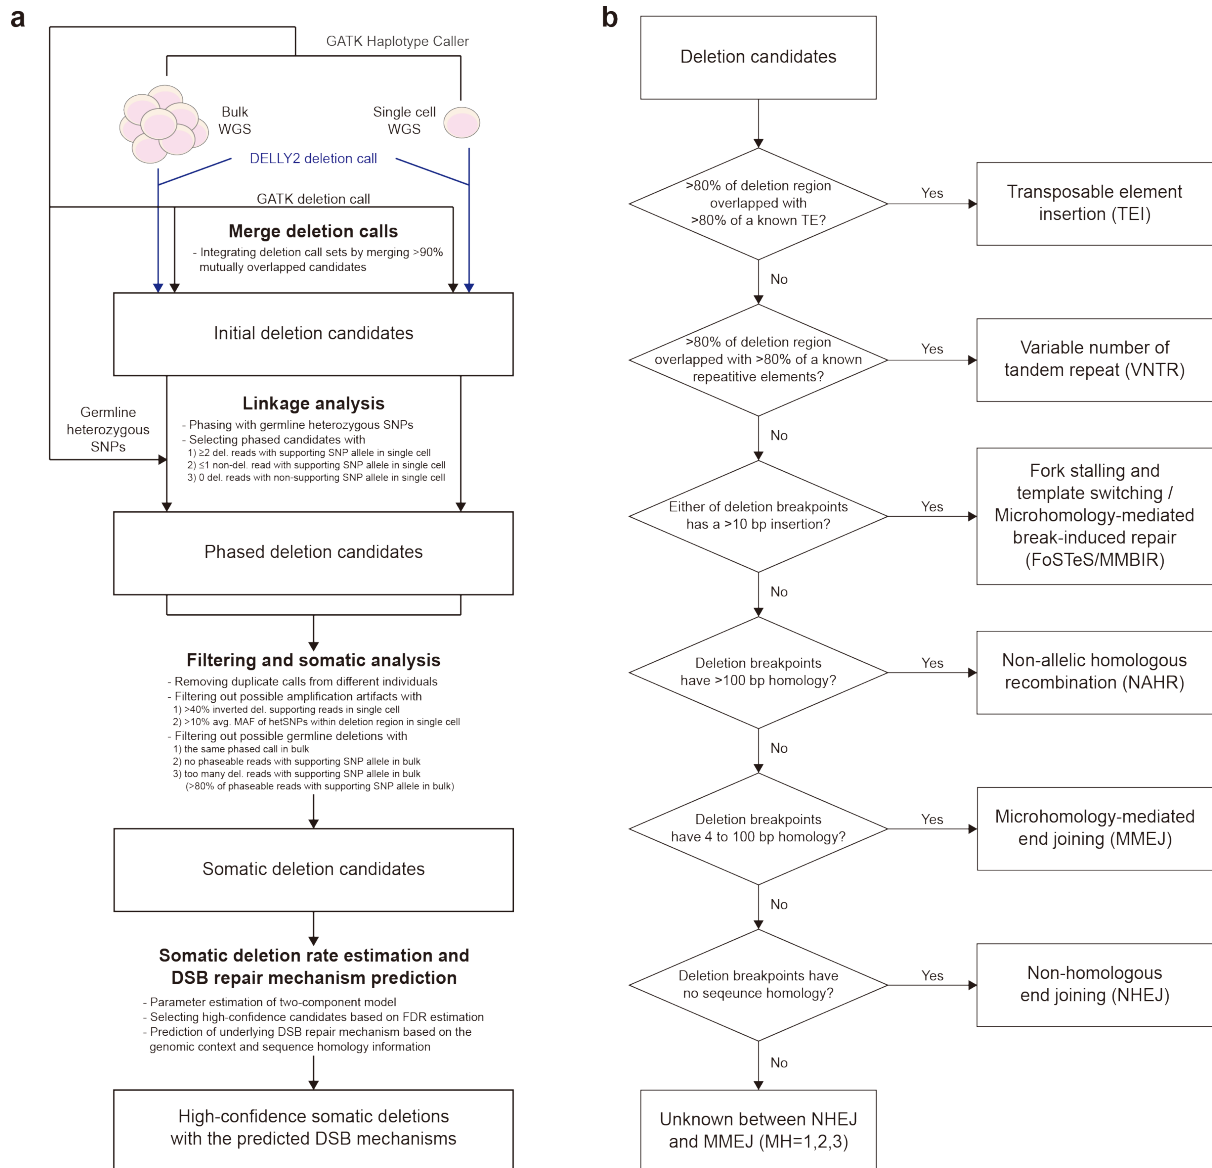 a
GATK Haplotype Caller
Bulk
WGS
Single cell
WGS
DELLY2 deletion call
GATK deletion call
Merge deletion calls
- Integrating deletion call sets by merging >90%
mutually overlapped candidates
Initial deletion candidates
Germline
heterozygous
SNPs
Linkage analysis
- Phasing with germline heterozygous SNPs
- Selecting phased candidates with
1) ≥2 del. reads with supporting SNP allele in single cell
2) ≤1 non-del. read with supporting SNP allele in single cell
3) 0 del. reads with non-supporting SNP allele in single cell
Phased deletion candidates
Filtering and somatic analysis
- Removing duplicate calls from different individuals
- Filtering out possible amplification artifacts with
1) >40% inverted del. supporting reads in single cell
2) >10% avg. MAF of hetSNPs within deletion region in single cell
- Filtering out possible germline deletions with
1) the same phased call in bulk
2) no phaseable reads with supporting SNP allele in bulk
3) too many del. reads with supporting SNP allele in bulk
(>80% of phaseable reads with supporting SNP allele in bulk)
Somatic deletion candidates
Somatic deletion rate estimation and
DSB repair mechanism prediction
- Parameter estimation of two-component model
- Selecting high-confidence candidates based on FDR estimation
- Prediction of underlying DSB repair mechanism based on the
genomic context and sequence homology information
High-confidence somatic deletions
with the predicted DSB mechanisms
b
Deletion candidates
>80% of deletion region
overlapped with
>80% of a known TE?
Yes
Transposable element
insertion (TEI)
No
>80% of deletion region
overlapped with >80% of a known
repeatitive elements?
Yes
Variable number of
tandem repeat (VNTR)
No
Either of deletion breakpoints
has a >10 bp insertion?
Yes
Fork stalling and
template switching /
Microhomology-mediated
break-induced repair
(FoSTeS/MMBIR)
No
Deletion breakpoints
have >100 bp homology?
Yes
Non-allelic homologous
recombination (NAHR)
No
Deletion breakpoints
have 4 to 100 bp homology?
Yes
Microhomology-mediated
end joining (MMEJ)
No
Deletion breakpoints have
no seqeunce homology?
Yes
Non-homologous
end joining (NHEJ)
No
Unknown between NHEJ
and MMEJ (MH=1,2,3)